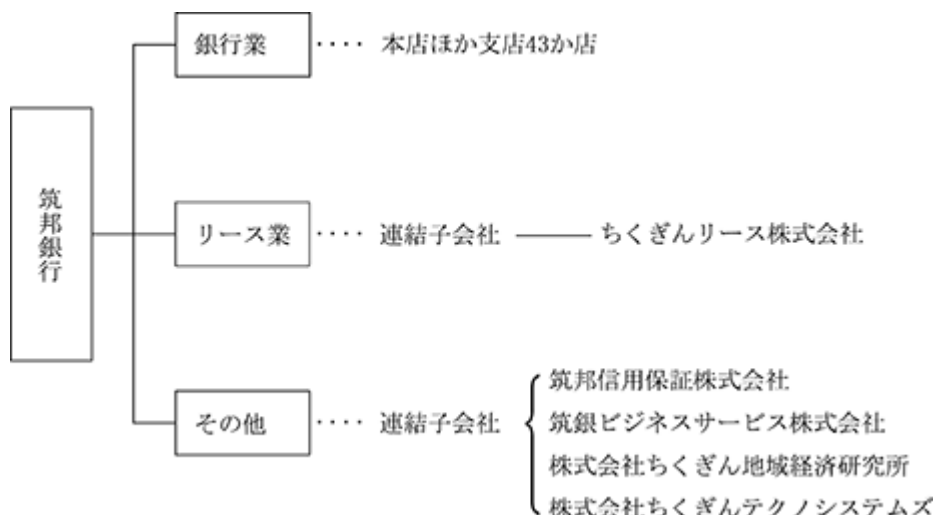 筑邦銀行
銀行業 ････ 本店ほか支店43か店
リース業 ････ 連結子会社 ――― ちくぎんリース株式会社
その他 ････ 連結子会社
筑邦信用保証株式会社
筑銀ビジネスサービス株式会社
株式会社ちくぎん地域経済研究所
株式会社ちくぎんテクノシステムズ